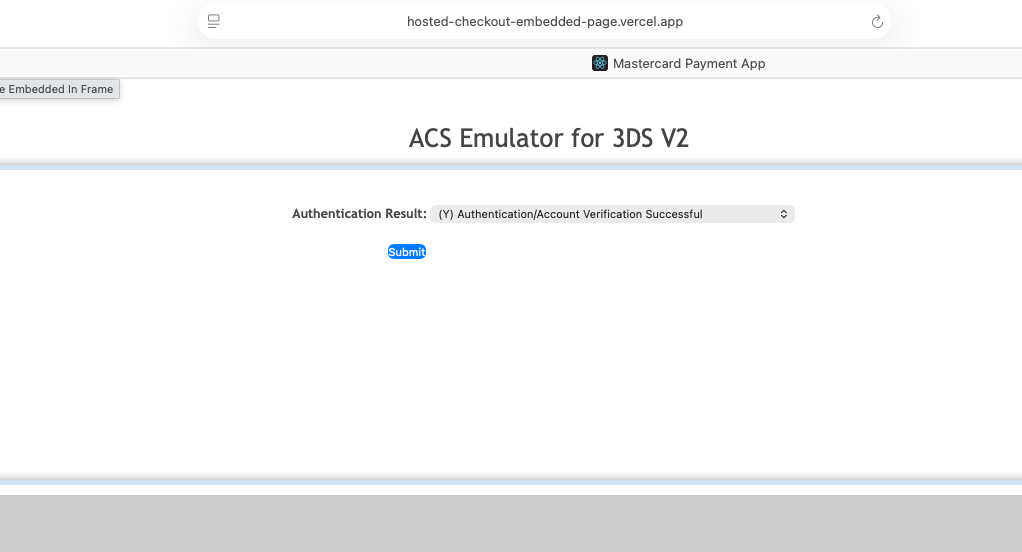 hosted-checkout-embedded-page.vercel.app
Mastercard Payment App
e Embedded In Frame
ACS Emulator for 3DS V2
Authentication Result: (Y) Authentication/Account Verification Successful
Submit